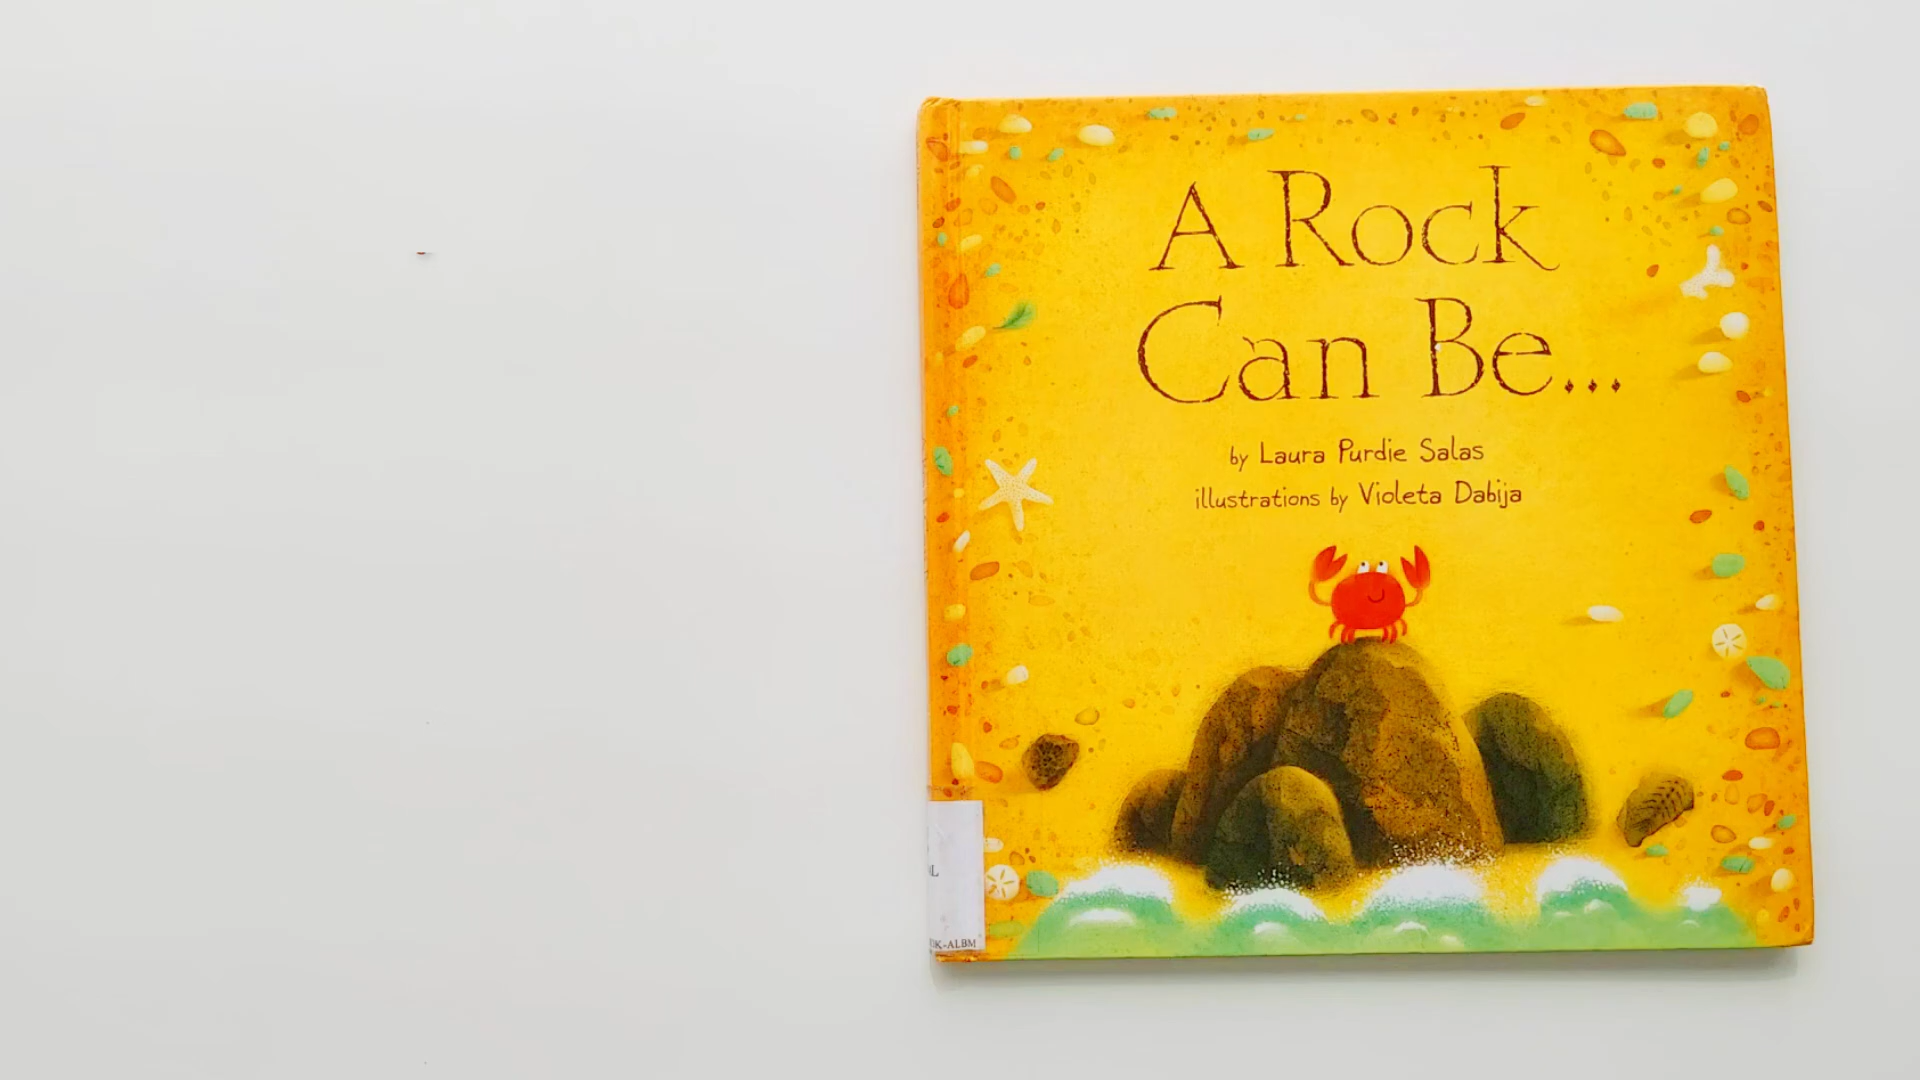 A Rock
Can Be...
by Laura Purdie Salas
illustrations by Violeta Dabija